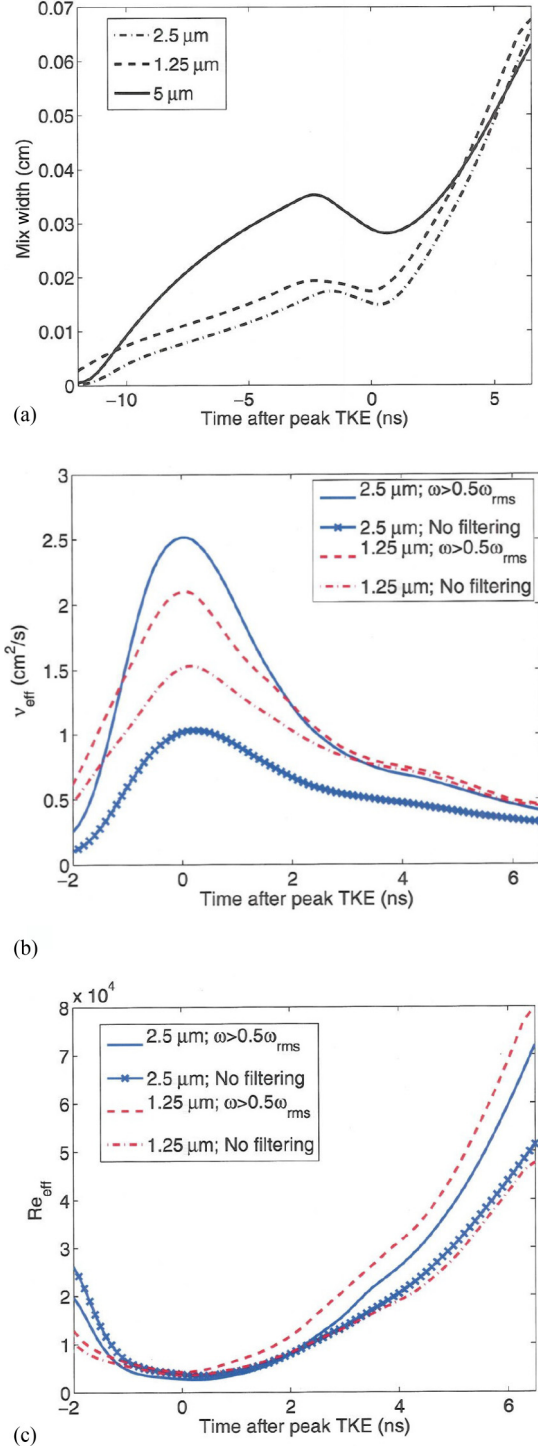 0.07
0.06
0.05
0.04
0.03
0.02
0.01
0
Mix width (cm)
2.5 μm
1.25 μm
5 μm
−10
−5
0
5
Time after peak TKE (ns)
(a)
3
2.5
2
1.5
1
0.5
0
ν_eff (cm²/s)
2.5 μm; ω>0.5ω_rms
2.5 μm; No filtering
1.25 μm; ω>0.5ω_rms
1.25 μm; No filtering
−2
0
2
4
6
Time after peak TKE (ns)
(b)
x 10⁴
8
7
6
5
4
3
2
1
0
Re_eff
2.5 μm; ω>0.5ω_rms
2.5 μm; No filtering
1.25 μm; ω>0.5ω_rms
1.25 μm; No filtering
−2
0
2
4
6
Time after peak TKE (ns)
(c)